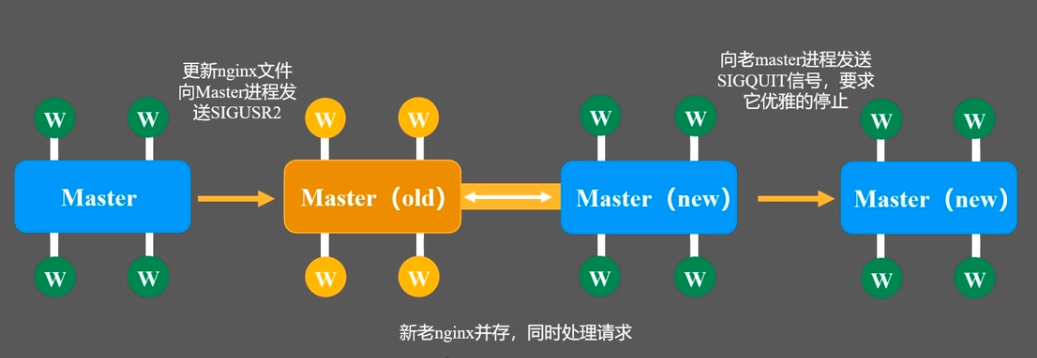 更新nginx文件
向Master进程发
送SIGUSR2
向老master进程发送
SIGQUIT信号，要求
它优雅的停止
W W W W W W W W
Master Master（old） Master（new） Master（new）
W W W W W W W W
新老nginx并存，同时处理请求